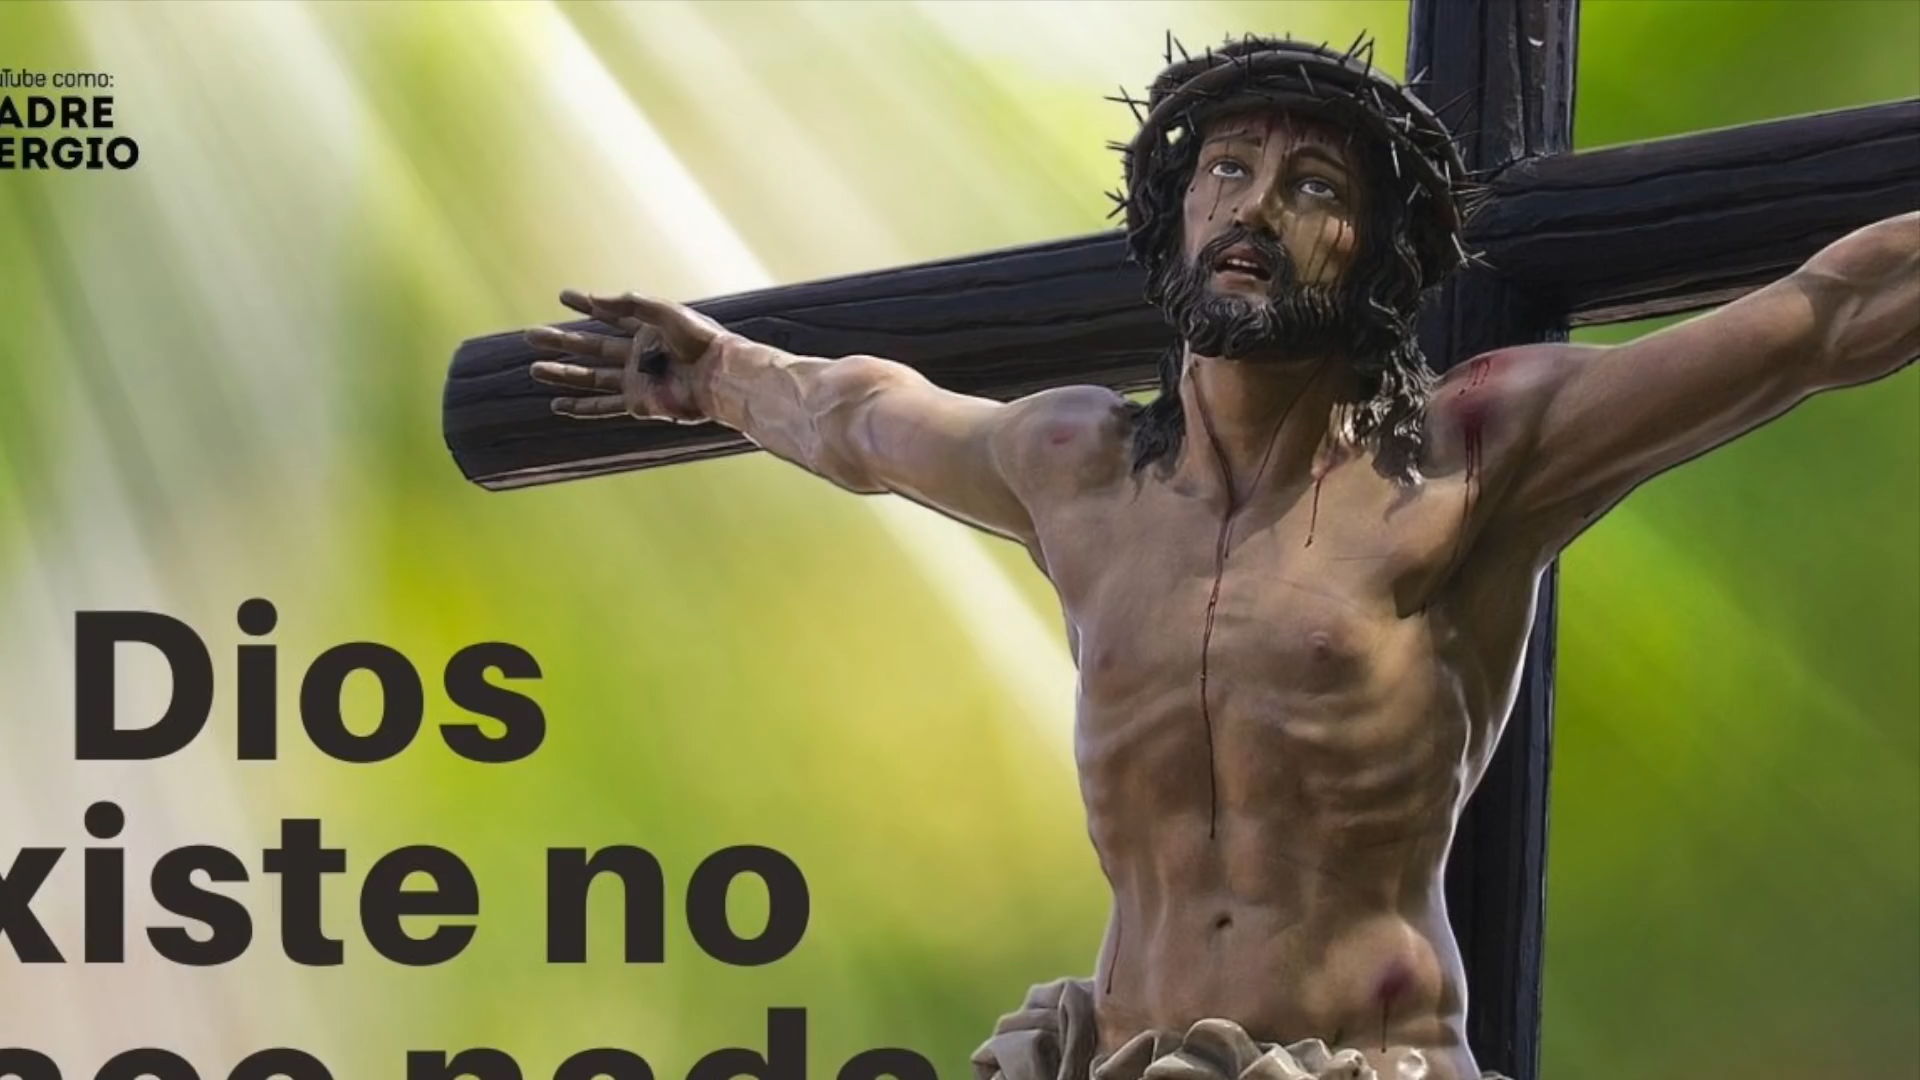 uTube como:
ADRE
ERGIO
Dios
xiste no